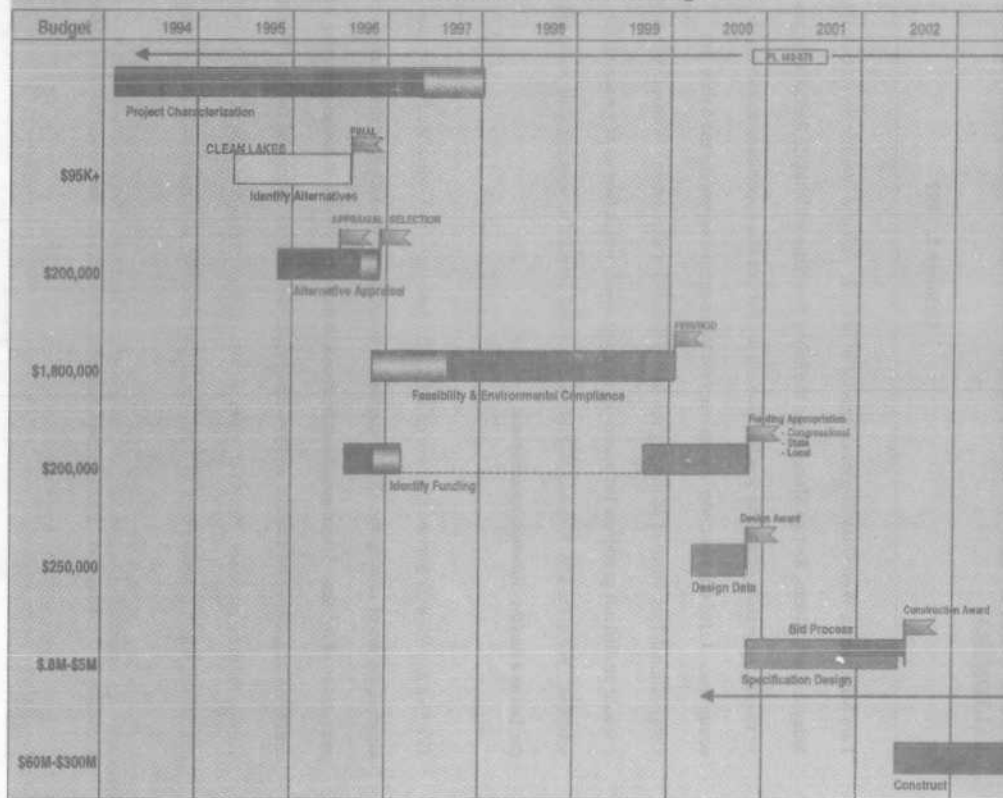 Budget 1994 1995 1996 1997 1998 1999 2000 2001 2002
Project Characterization
CLEAN LAKES
FINAL
$95K+
Identify Alternatives
APPRAISAL SELECTION
$200,000
Alternative Appraisal
$1,800,000
Feasibility & Environmental Compliance
Funding Appropriation
- Congressional
- State
- Local
$200,000
Identify Funding
Design Award
$250,000
Design Data
Construction Award
Bid Process
$.8M-$5M
Specification Design
$60M-$300M
Construct